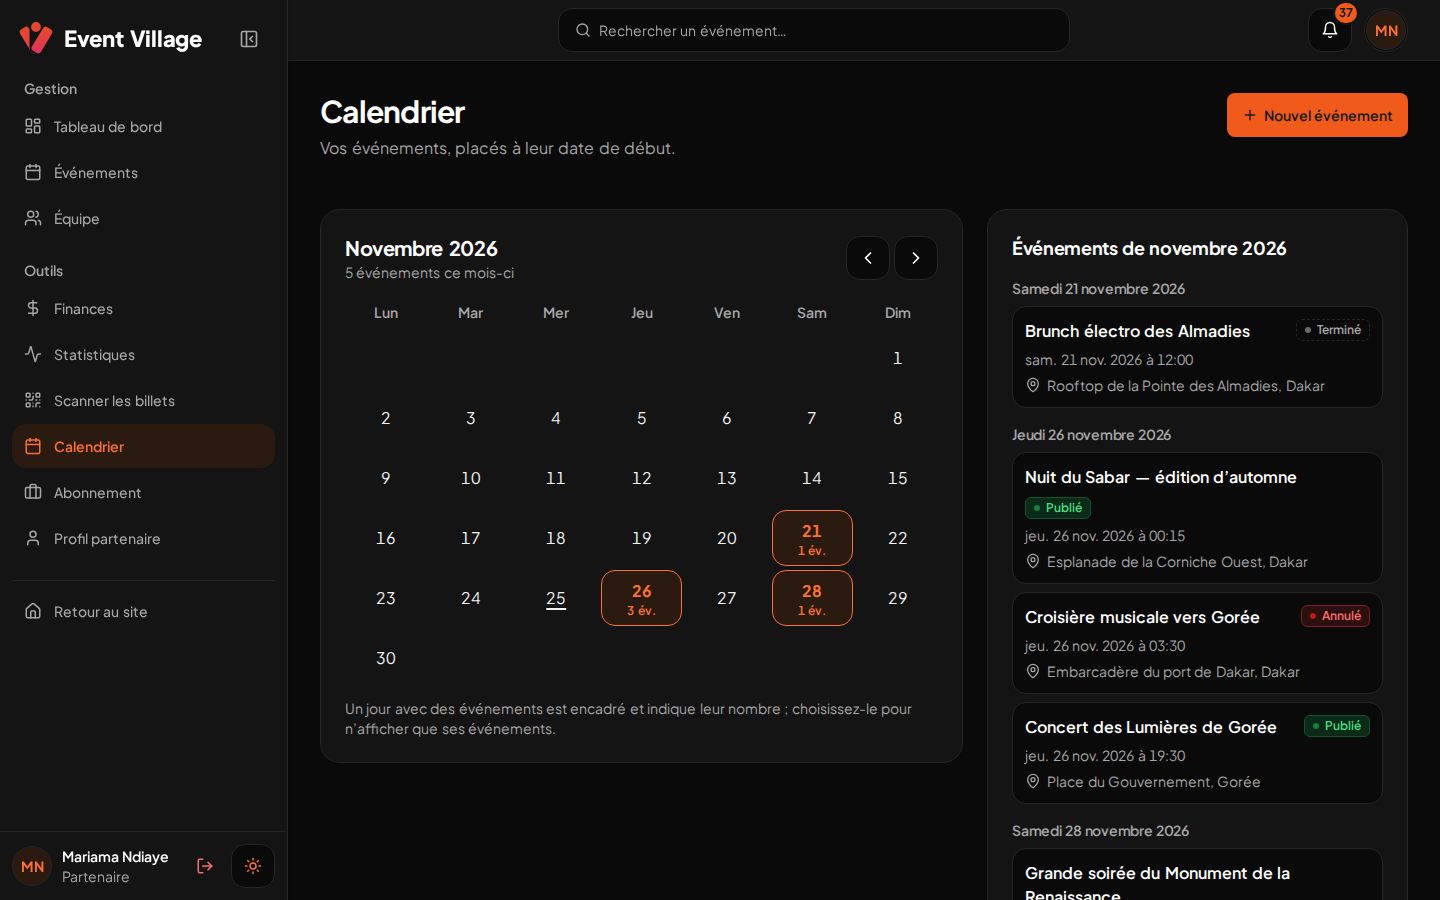 Event Village
Gestion
Tableau de bord
Événements
Équipe
Outils
Finances
Statistiques
Scanner les billets
Calendrier
Abonnement
Profil partenaire
Retour au site
MN
Mariama Ndiaye
Partenaire
Rechercher un événement...
37
MN
Calendrier
Vos événements, placés à leur date de début.
+ Nouvel événement
Novembre 2026
5 événements ce mois-ci
Lun Mar Mer Jeu Ven Sam Dim
1
2 3 4 5 6 7 8
9 10 11 12 13 14 15
16 17 18 19 20 21 22
1 év.
23 24 25 26 27 28 29
3 év. 1 év.
30
Un jour avec des événements est encadré et indique leur nombre ; choisissez-le pour
n’afficher que ses événements.
Événements de novembre 2026
Samedi 21 novembre 2026
Brunch électro des Almadies Terminé
sam. 21 nov. 2026 à 12:00
Rooftop de la Pointe des Almadies, Dakar
Jeudi 26 novembre 2026
Nuit du Sabar — édition d’automne
Publié
jeu. 26 nov. 2026 à 00:15
Esplanade de la Corniche Ouest, Dakar
Croisière musicale vers Gorée Annulé
jeu. 26 nov. 2026 à 03:30
Embarcadère du port de Dakar, Dakar
Concert des Lumières de Gorée Publié
jeu. 26 nov. 2026 à 19:30
Place du Gouvernement, Gorée
Samedi 28 novembre 2026
Grande soirée du Monument de la
Renaissance